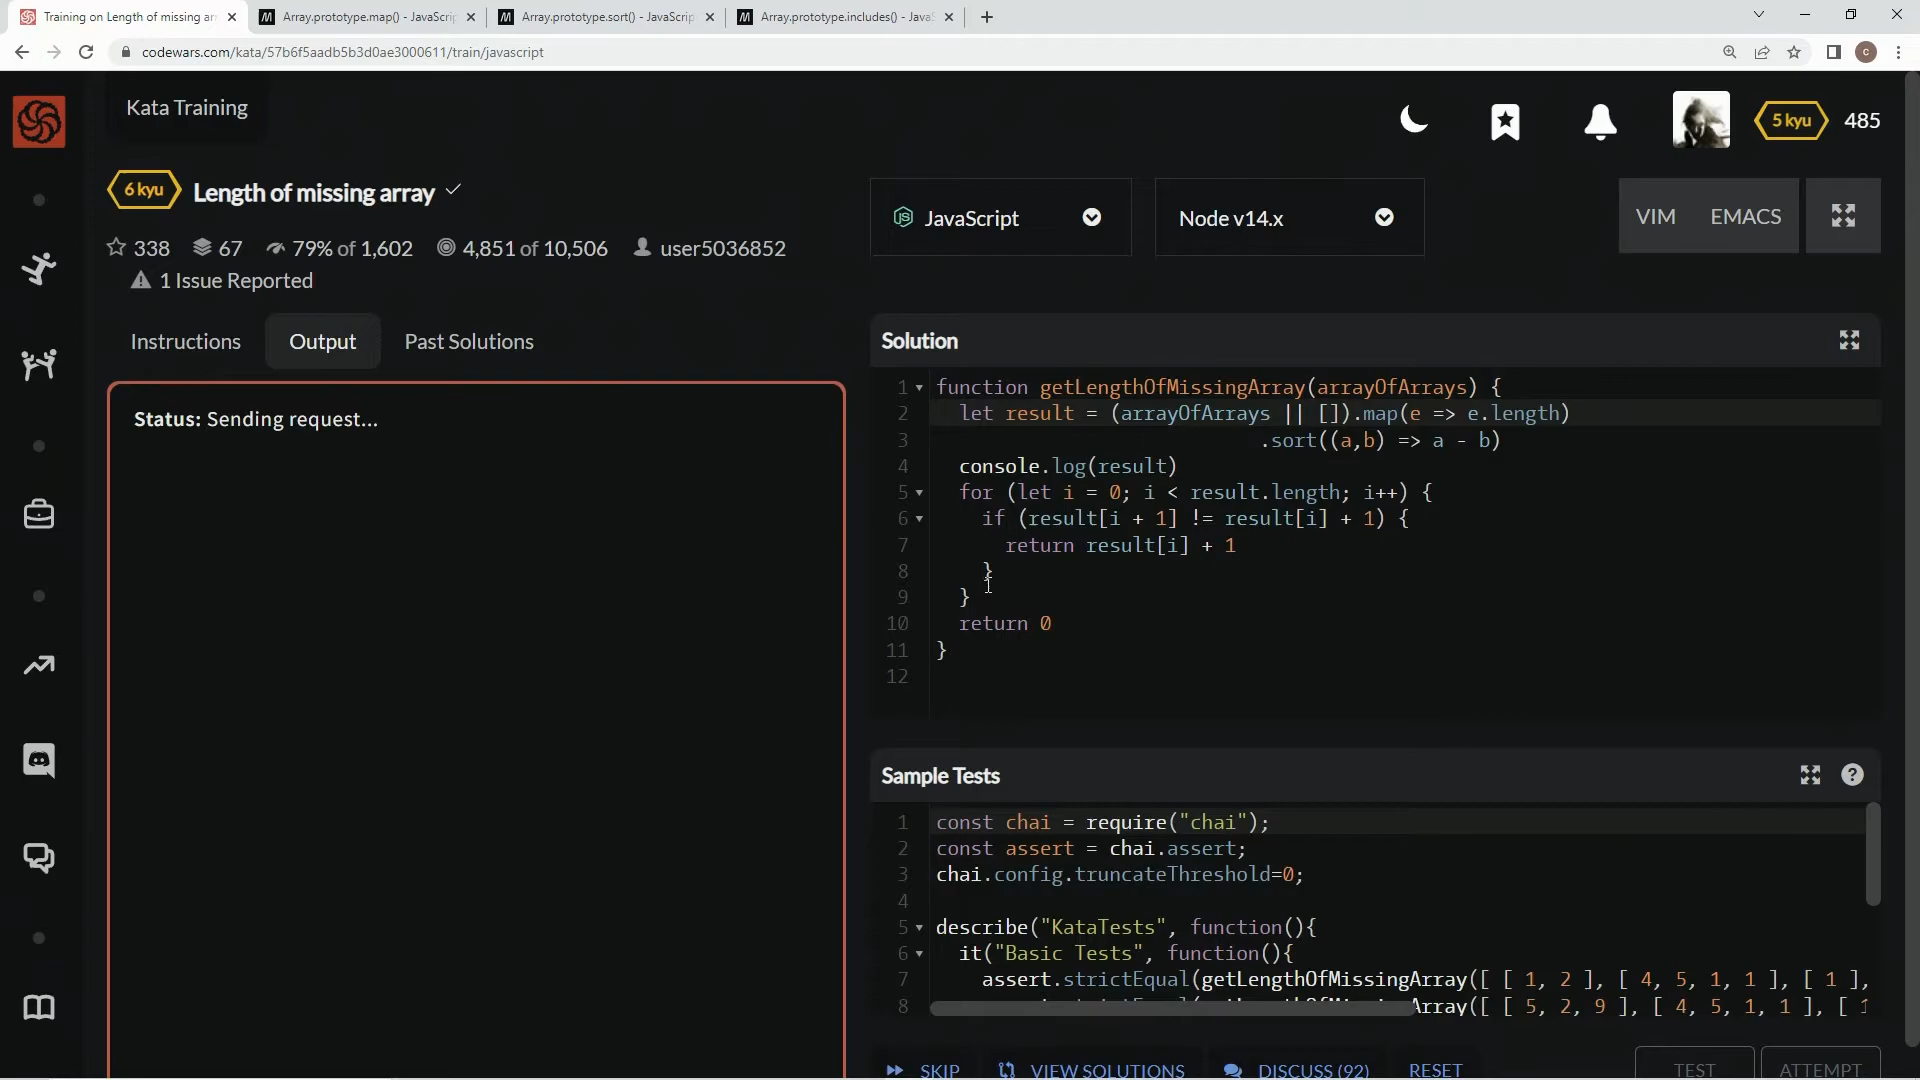 Training on Length of missing ar
Array.prototype.map() - JavaScrip
Array.prototype.sort() - JavaScrip
Array.prototype.includes() - Java
codewars.com/kata/57b6f5aadb5b3d0ae3000611/train/javascript
C
Kata Training
5 kyu
485
6 kyu
Length of missing array
338
67
79% of 1,602
4,851 of 10,506
user5036852
1 Issue Reported
JavaScript
Node v14.x
VIM
EMACS
Instructions
Output
Past Solutions
Status: Sending request...
Solution
1 function getLengthOfMissingArray(arrayOfArrays) {
2 let result = (arrayOfArrays || []).map(e => e.length)
3 .sort((a,b) => a - b)
4 console.log(result)
5 for (let i = 0; i < result.length; i++) {
6 if (result[i + 1] != result[i] + 1) {
7 return result[i] + 1
8 }
9 }
10 return 0
11 }
12
Sample Tests
1 const chai = require("chai");
2 const assert = chai.assert;
3 chai.config.truncateThreshold=0;
4
5 describe("KataTests", function(){
6 it("Basic Tests", function(){
7 assert.strictEqual(getLengthOfMissingArray([ [ 1, 2 ], [ 4, 5, 1, 1 ], [ 1 ],
8 Array([ [ 5, 2, 9 ], [ 4, 5, 1, 1 ], [ 1
SKIP
VIEW SOLUTIONS
DISCUSS (92)
RESET
TEST
ATTEMPT